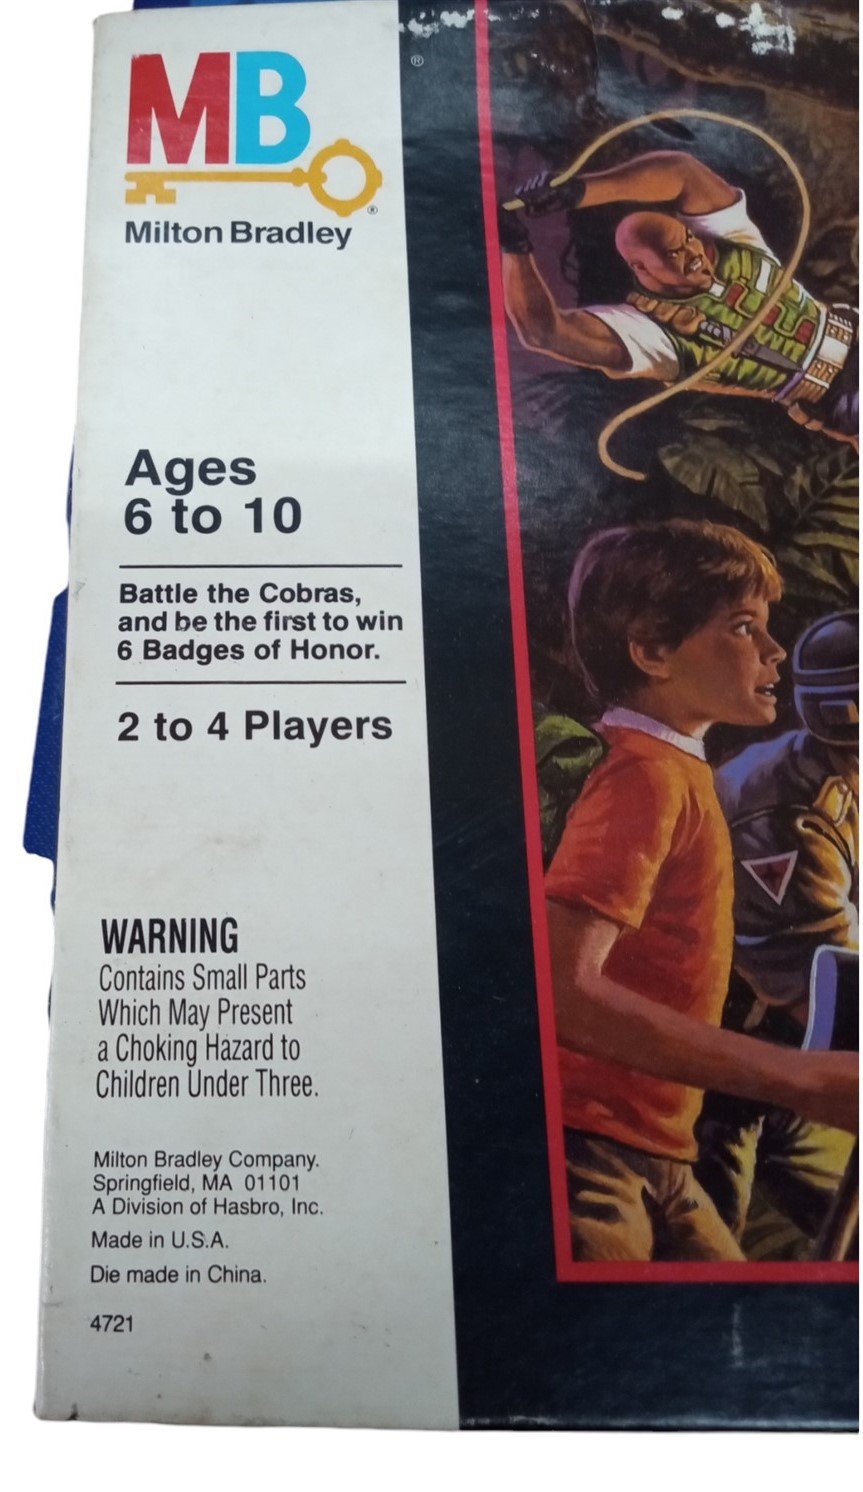 MB®
®
Milton Bradley
Ages
6 to 10
Battle the Cobras,
and be the first to win
6 Badges of Honor.
2 to 4 Players
WARNING
Contains Small Parts
Which May Present
a Choking Hazard to
Children Under Three.
Milton Bradley Company.
Springfield, MA 01101
A Division of Hasbro, Inc.
Made in U.S.A.
Die made in China.
4721